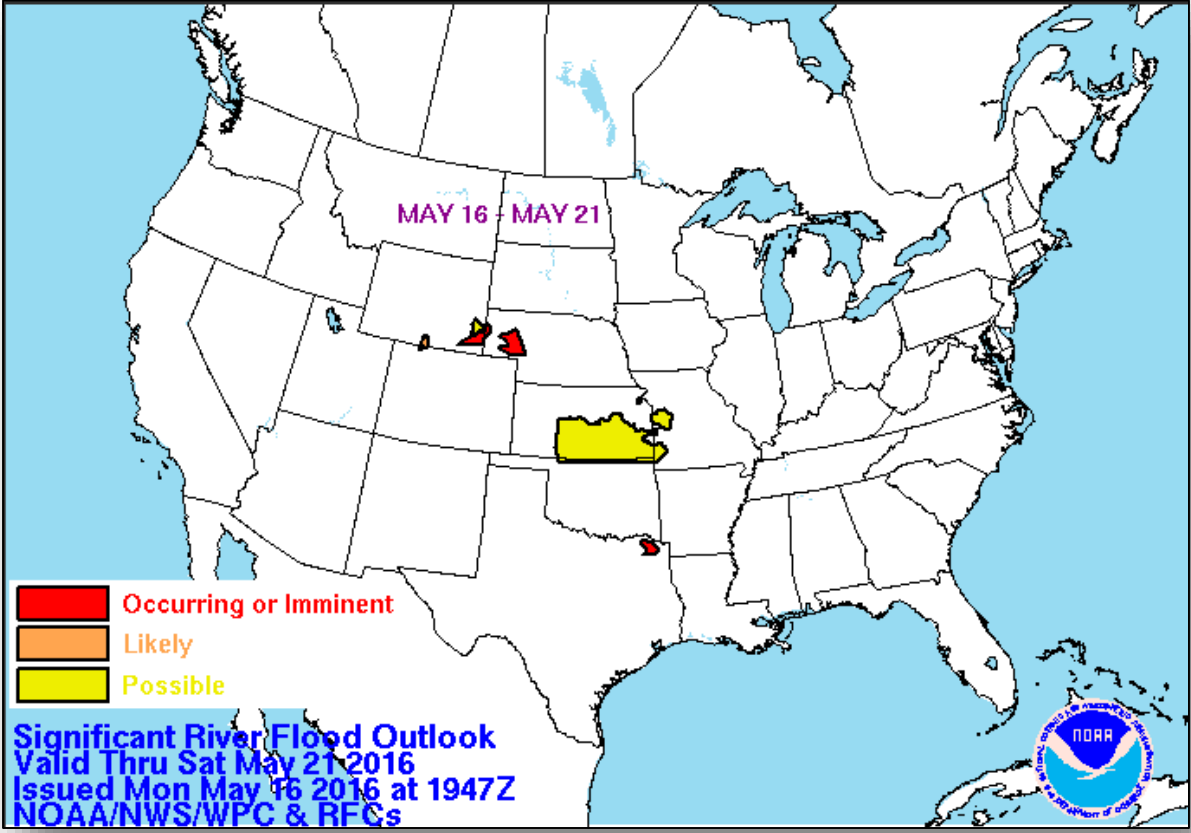 MAY 16 - MAY 21
Occurring or Imminent
Likely
Possible
Significant River Flood Outlook
Valid Thru Sat May 21 2016
Issued Mon May 16 2016 at 1947Z
NOAA/NWS/WPC & RFCs
NOAA